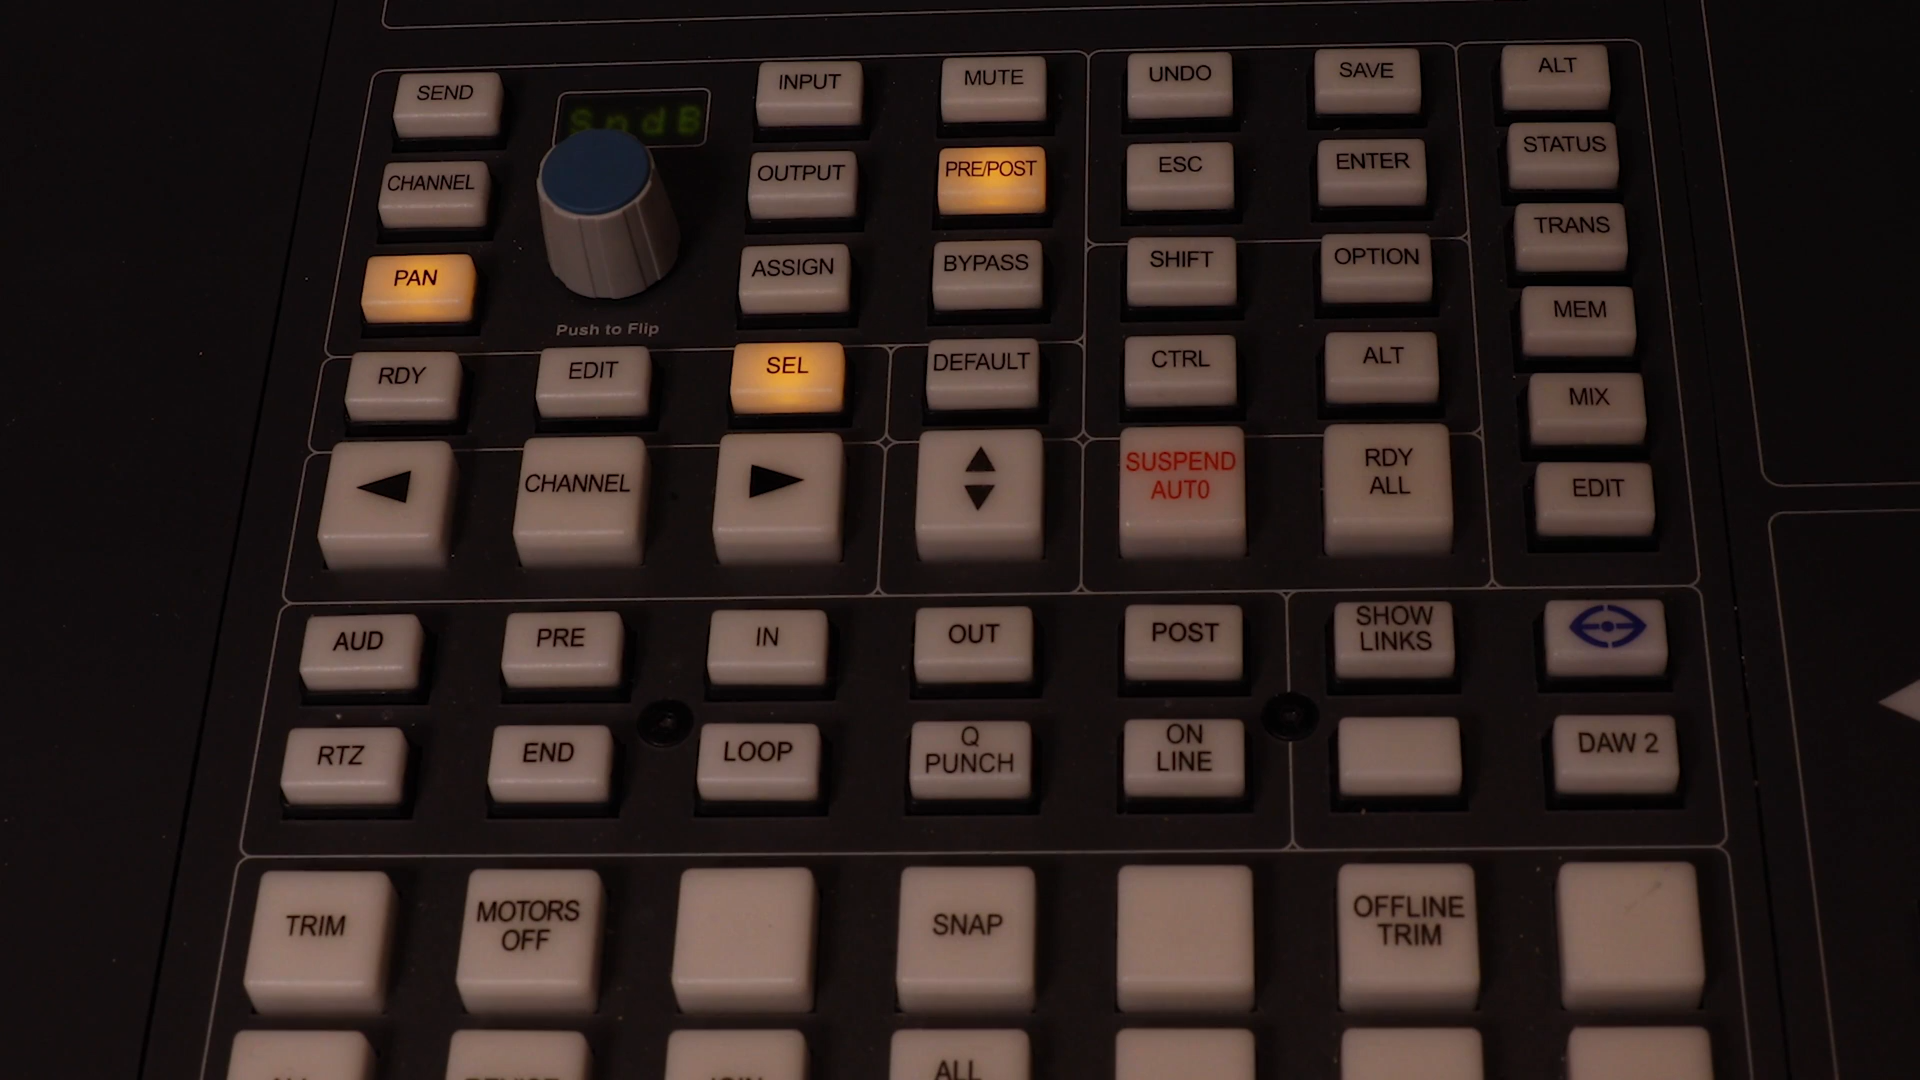 SEND
SndB
INPUT
MUTE
UNDO
SAVE
ALT
CHANNEL
OUTPUT
PRE/POST
ESC
ENTER
STATUS
PAN
Push to Flip
ASSIGN
BYPASS
SHIFT
OPTION
TRANS
MEM
RDY
EDIT
SEL
DEFAULT
CTRL
ALT
MIX
CHANNEL
SUSPEND
AUTO
RDY
ALL
EDIT
AUD
PRE
IN
OUT
POST
SHOW
LINKS
RTZ
END
LOOP
Q
PUNCH
ON
LINE
DAW 2
TRIM
MOTORS
OFF
SNAP
OFFLINE
TRIM
ALL